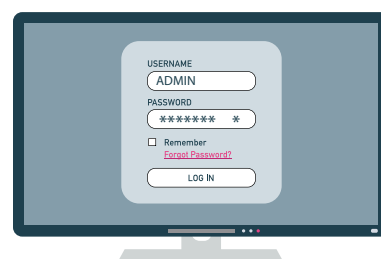 USERNAME
ADMIN
PASSWORD
******* *
Remember
Forgot Password?
LOG IN